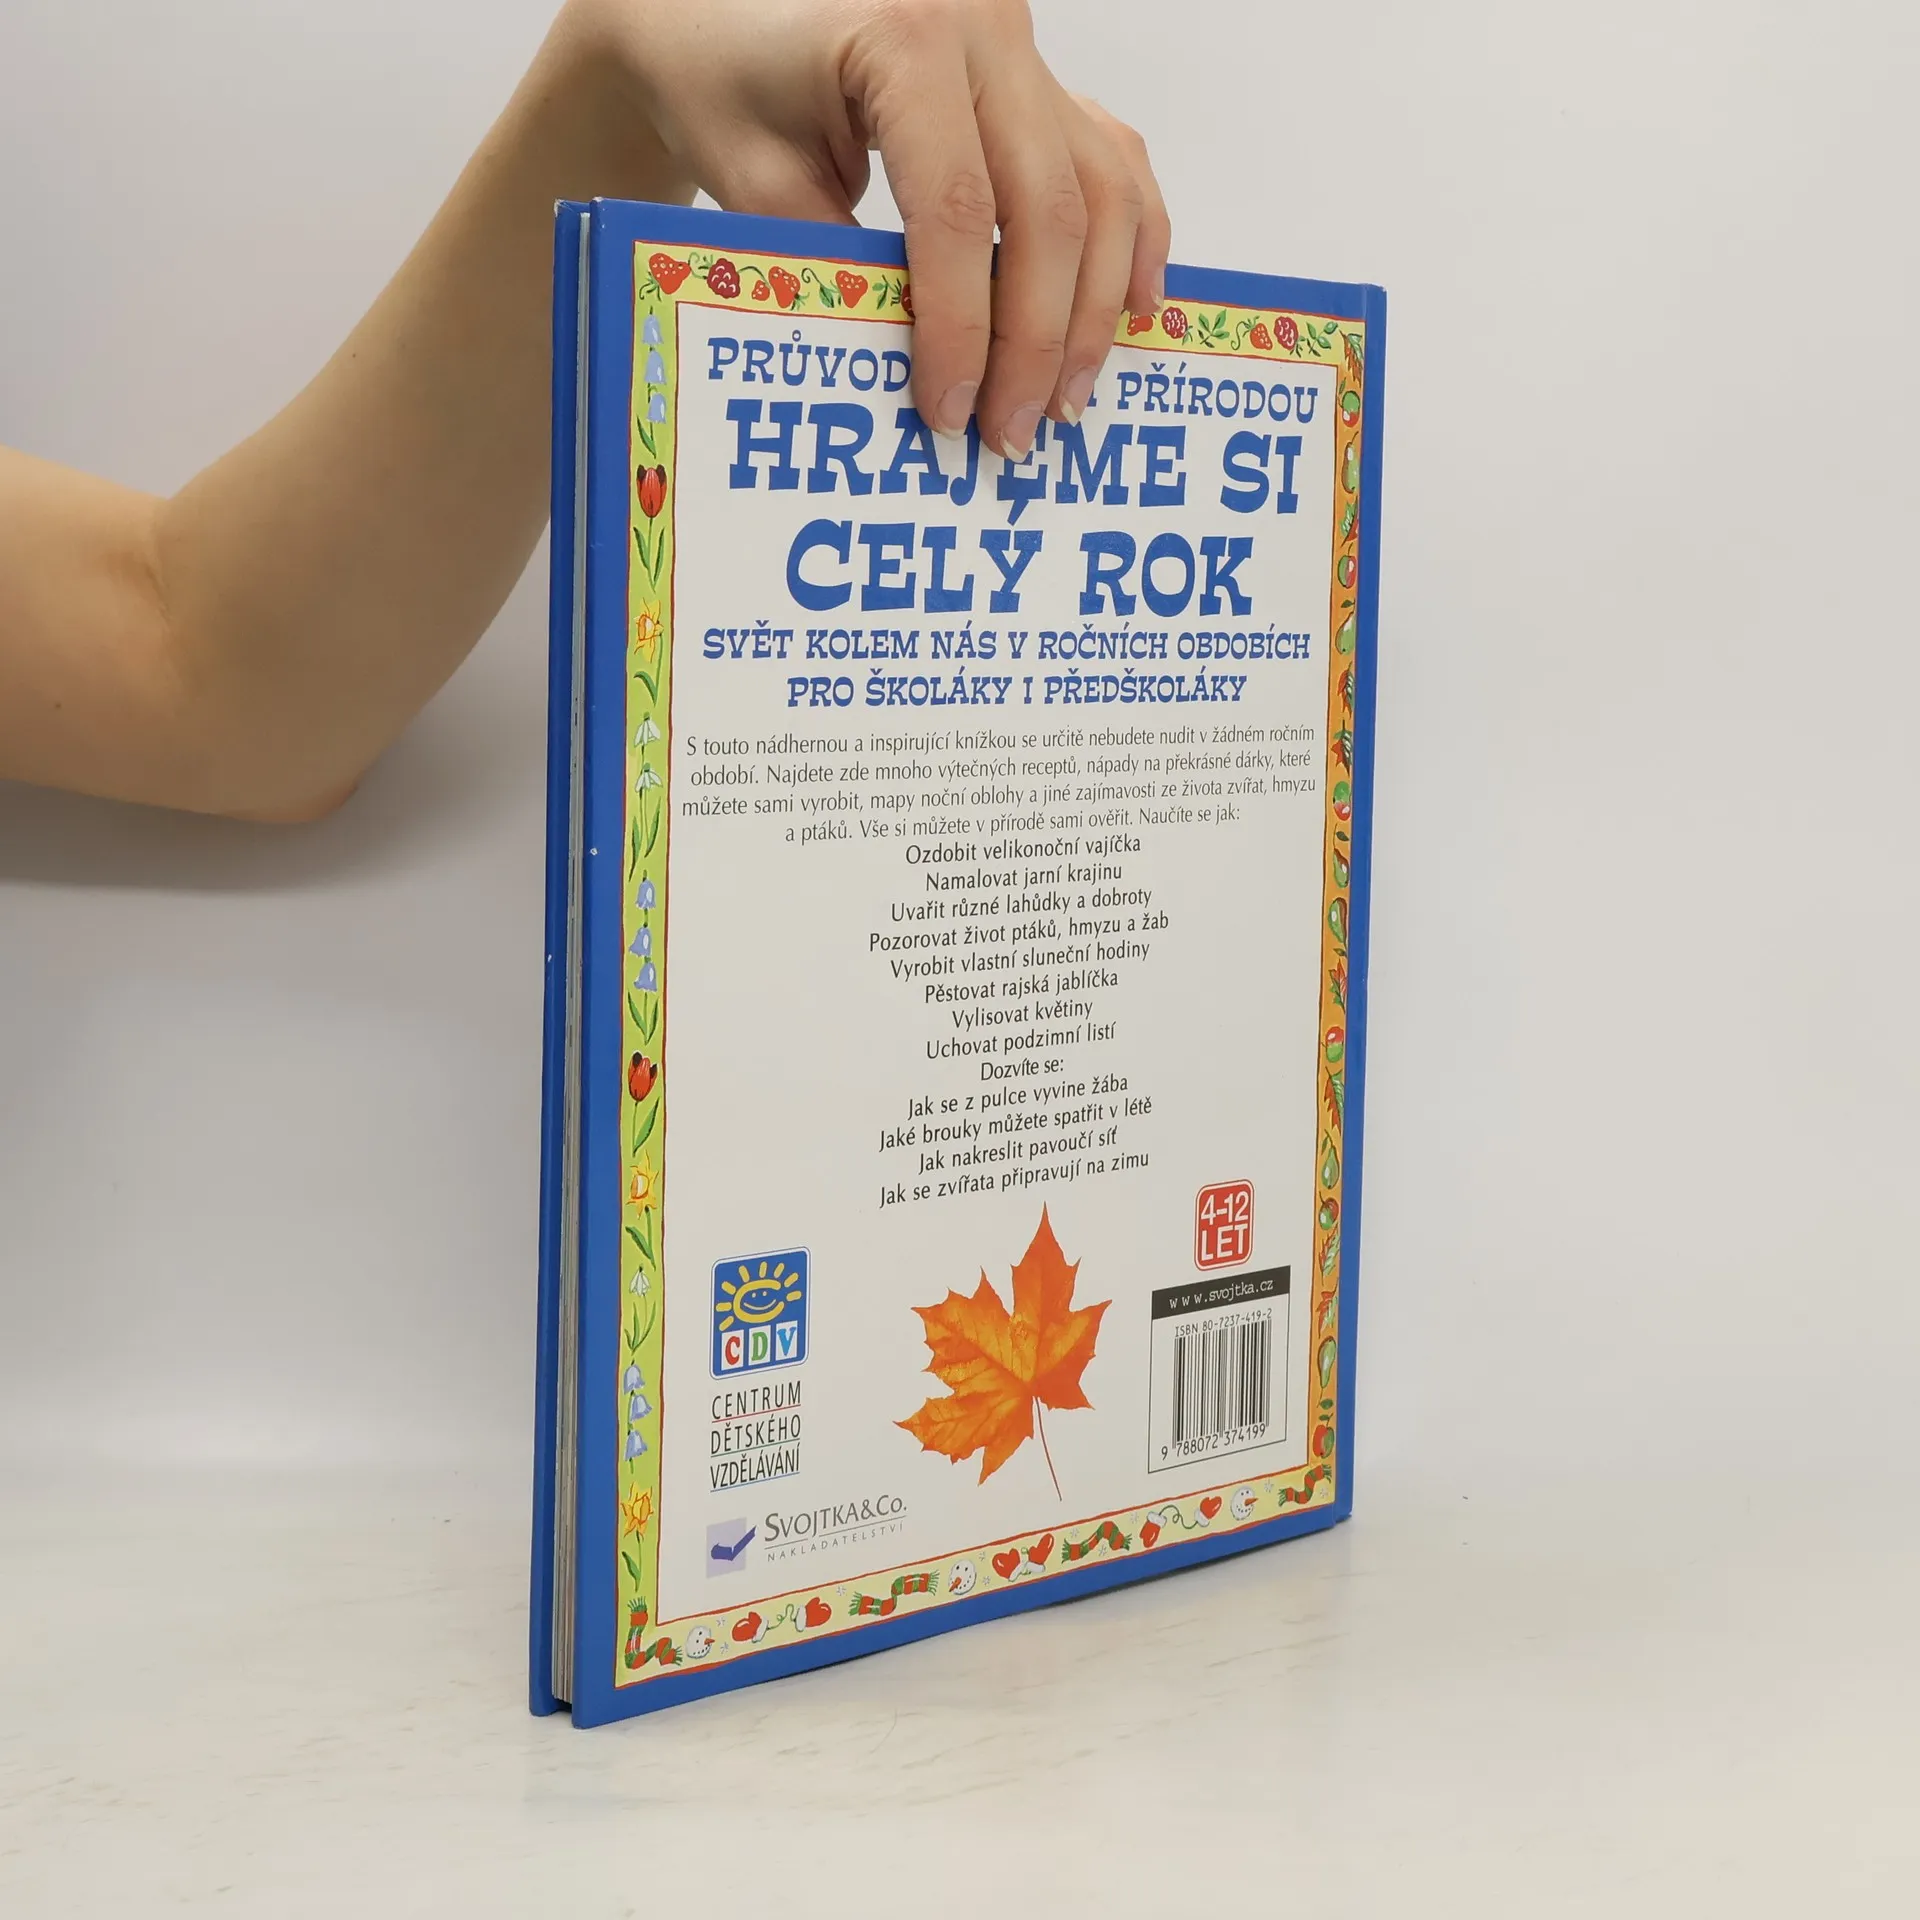 PRŮVOD PŘÍRODOU
HRAJEME SI
CELÝ ROK
SVĚT KOLEM NÁS V ROČNÍCH OBDOBÍCH
PRO ŠKOLÁKY I PŘEDŠKOLÁKY
S touto nádhernou a inspirující knížkou se určitě nebudete nudit v žádném ročním
období. Najdete zde mnoho výtečných receptů, nápady na překrásné dárky, které
můžete sami vyrobit, mapy noční oblohy a jiné zajímavosti ze života zvířat, hmyzu
a ptáků. Vše si můžete v přírodě sami ověřit. Naučíte se jak:
Ozdobit velikonoční vajíčka
Namalovat jarní krajinu
Uvařit různé lahůdky a dobroty
Pozorovat život ptáků, hmyzu a žab
Vyrobit vlastní sluneční hodiny
Pěstovat rajská jablíčka
Vylisovat květiny
Uchovat podzimní listí
Dozvíte se:
Jak se z pulce vyvine žába
Jaké brouky můžete spatřit v létě
Jak nakreslit pavoučí síť
Jak se zvířata připravují na zimu
4-12
LET
CDV
CENTRUM
DĚTSKÉHO
VZDĚLÁVÁNÍ
SVOJTKA&CO.
NAKLADATELSTVÍ
www.svojtka.cz
ISBN 80-7237-419-2
9 788072 374199